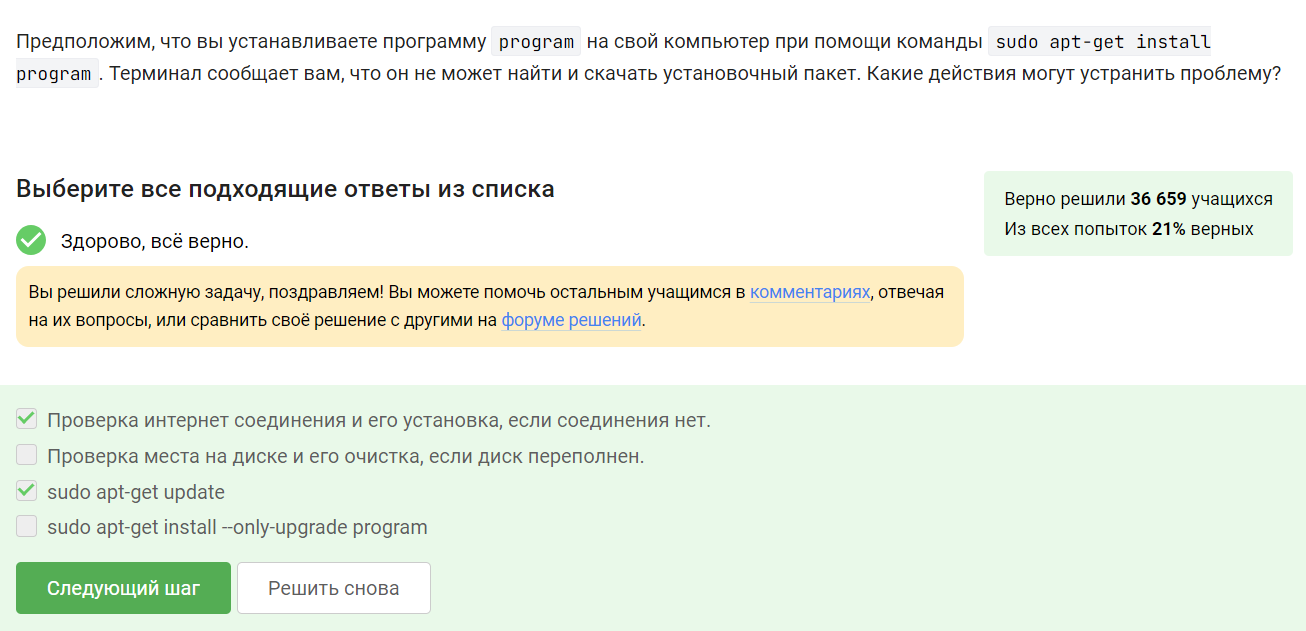 Предположим, что вы устанавливаете программу program на свой компьютер при помощи команды sudo apt-get install
program . Терминал сообщает вам, что он не может найти и скачать установочный пакет. Какие действия могут устранить проблему?
Выберите все подходящие ответы из списка
Верно решили 36 659 учащихся
Из всех попыток 21% верных
Здорово, всё верно.
Вы решили сложную задачу, поздравляем! Вы можете помочь остальным учащимся в комментариях, отвечая
на их вопросы, или сравнить своё решение с другими на форуме решений.
Проверка интернет соединения и его установка, если соединения нет.
Проверка места на диске и его очистка, если диск переполнен.
sudo apt-get update
sudo apt-get install --only-upgrade program
Следующий шаг
Решить снова